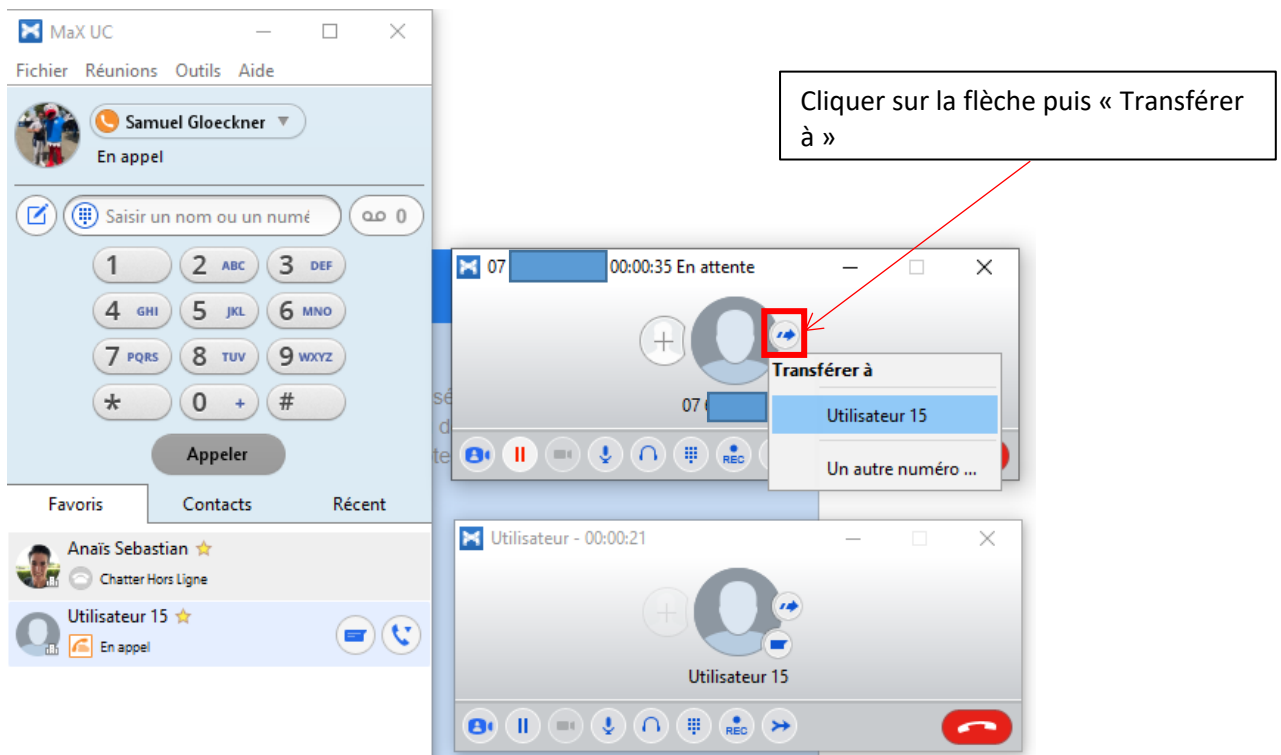 MaX UC
Fichier Réunions Outils Aide
Samuel Gloeckner
En appel
Saisir un nom ou un numé
0
1
2 ABC
3 DEF
4 GHI
5 JKL
6 MNO
7 PQRS
8 TUV
9 WXYZ
*
0 +
#
Appeler
Favoris
Contacts
Récent
Anaïs Sebastian
Chatter Hors Ligne
Utilisateur 15
En appel
Cliquer sur la flèche puis « Transférer
à »
07 00:00:35 En attente
07
Transférer à
Utilisateur 15
Un autre numéro ...
REC
Utilisateur - 00:00:21
Utilisateur 15
REC